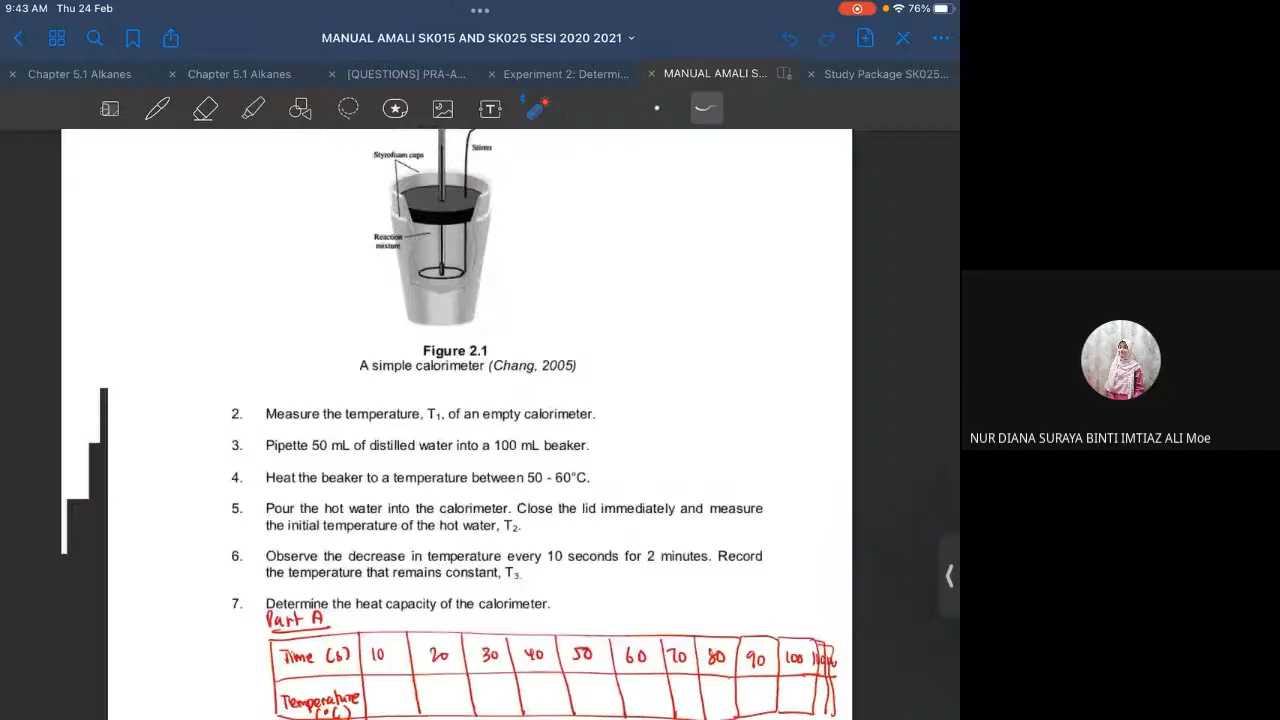 9:43 AM Thu 24 Feb
76%
MANUAL AMALI SK015 AND SK025 SESI 2020 2021
Chapter 5.1 Alkanes
Chapter 5.1 Alkanes
[QUESTIONS] PRA-A...
Experiment 2: Determi...
MANUAL AMALI S...
Study Package SK025...
Styrofoam cups
Stirrer
Reaction
mixture
Figure 2.1
A simple calorimeter (Chang, 2005)
2. Measure the temperature, T₁, of an empty calorimeter.
3. Pipette 50 mL of distilled water into a 100 mL beaker.
4. Heat the beaker to a temperature between 50 - 60°C.
5. Pour the hot water into the calorimeter. Close the lid immediately and measure
the initial temperature of the hot water, T₂.
6. Observe the decrease in temperature every 10 seconds for 2 minutes. Record
the temperature that remains constant, T₃.
7. Determine the heat capacity of the calorimeter.
Part A
Time (s) 10 20 30 40 50 60 70 80 90 100
Temperature
(°C)
NUR DIANA SURAYA BINTI IMTIAZ ALI Moe